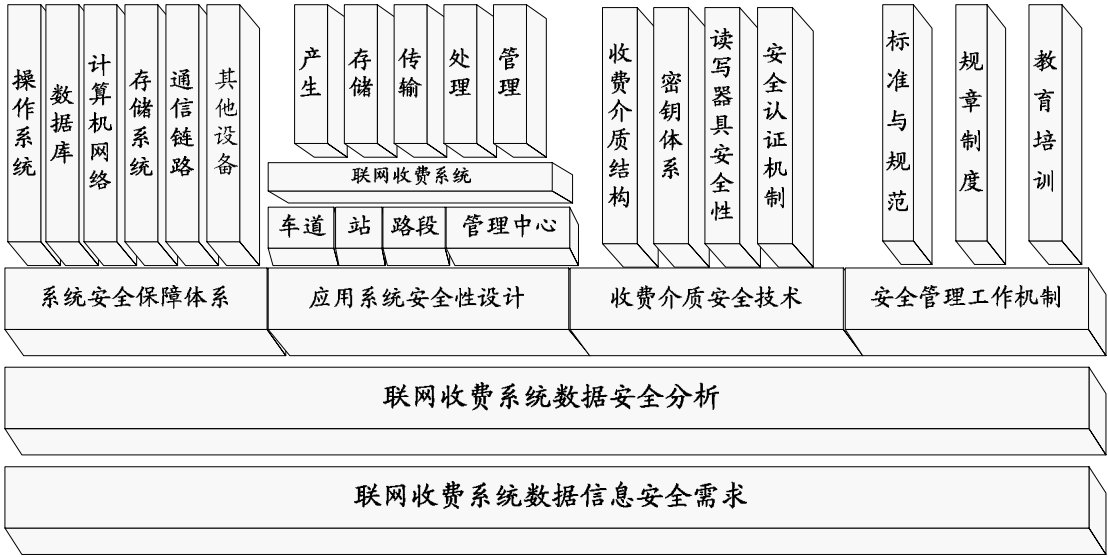 操作系统
数据库
计算机网络
存储系统
通信链路
其他设备
产生
存储
传输
处理
管理
联网收费系统
车道
站
路段
管理中心
收费介质结构
密钥体系
读写器具安全性
安全认证机制
标准与规范
规章制度
教育培训
系统安全保障体系
应用系统安全性设计
收费介质安全技术
安全管理工作机制
联网收费系统数据安全分析
联网收费系统数据信息安全需求